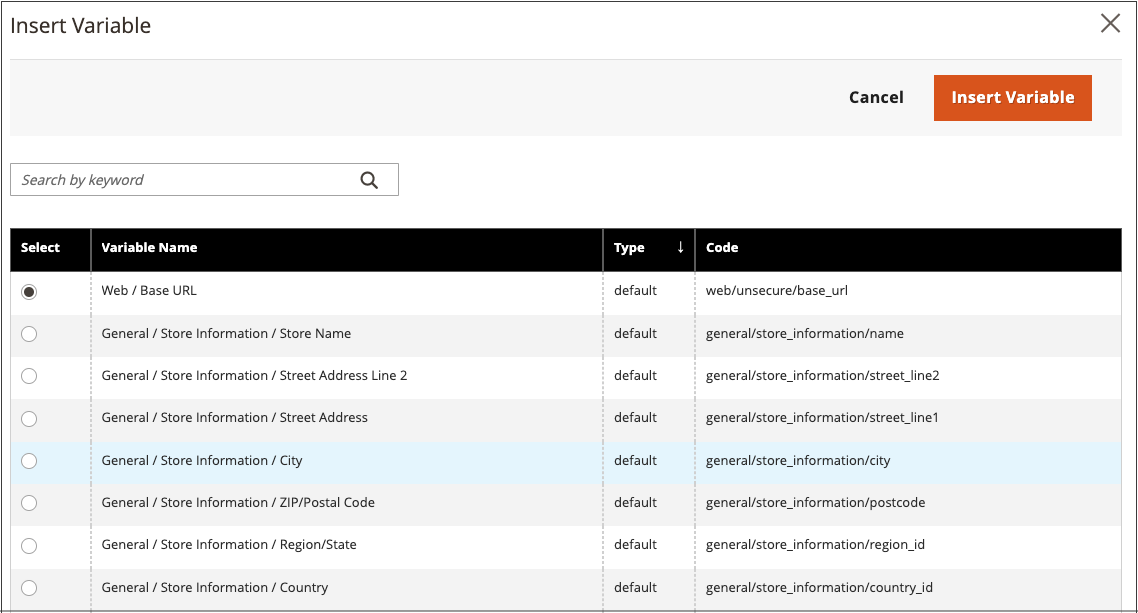 Insert Variable
Cancel Insert Variable
Search by keyword
Select Variable Name Type ↓ Code
Web / Base URL default web/unsecure/base_url
General / Store Information / Store Name default general/store_information/name
General / Store Information / Street Address Line 2 default general/store_information/street_line2
General / Store Information / Street Address default general/store_information/street_line1
General / Store Information / City default general/store_information/city
General / Store Information / ZIP/Postal Code default general/store_information/postcode
General / Store Information / Region/State default general/store_information/region_id
General / Store Information / Country default general/store_information/country_id